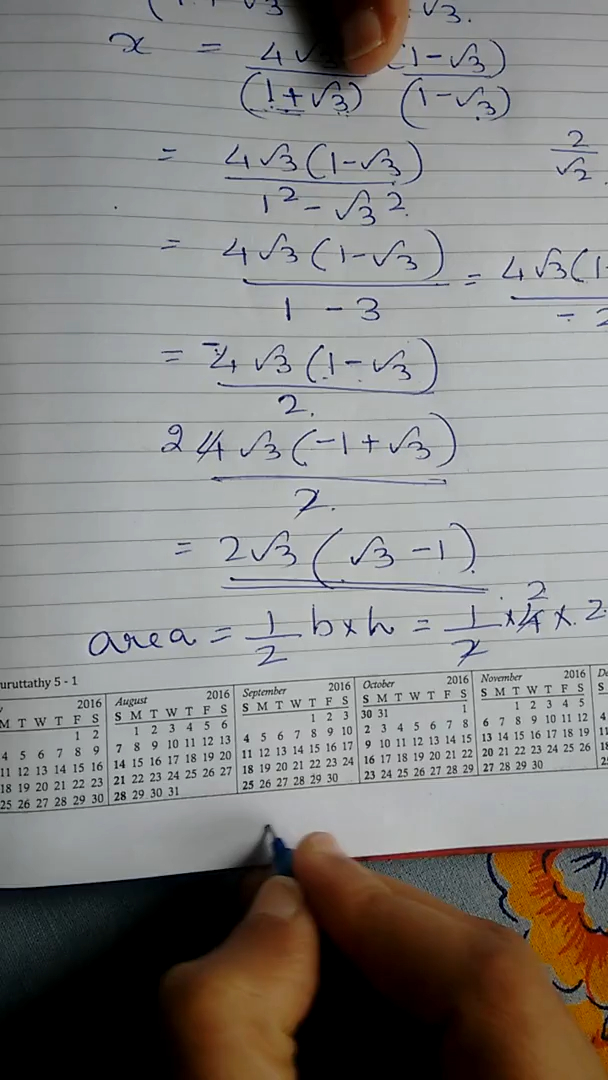 √3.
x = 4√3 (1-√3)
(1+√3) (1-√3)
= 4√3(1-√3)
1² - √3²
2
√2
= 4√3(1-√3) = 4√3(1-
1 - 3 - 2
= -4√3(1-√3)
2.
2 4√3(-1+√3)
2.
= 2√3(√3-1)
area = 1/2 b×h = 1/2 × 4 2 × 2
uruttathy 5 - 1
2016
M T W T F S
1 2
4 5 6 7 8 9
11 12 13 14 15 16
18 19 20 21 22 23
25 26 27 28 29 30
August 2016
S M T W T F S
1 2 3 4 5 6
7 8 9 10 11 12 13
14 15 16 17 18 19 20
21 22 23 24 25 26 27
28 29 30 31
September 2016
S M T W T F S
1 2 3
4 5 6 7 8 9 10
11 12 13 14 15 16 17
18 19 20 21 22 23 24
25 26 27 28 29 30
October 2016
S M T W T F S
30 31 1
2 3 4 5 6 7 8
9 10 11 12 13 14 15
16 17 18 19 20 21 22
23 24 25 26 27 28 29
November 2016
S M T W T F S
1 2 3 4 5
6 7 8 9 10 11 12
13 14 15 16 17 18 19
20 21 22 23 24 25 26
27 28 29 30
De
S M
4
11